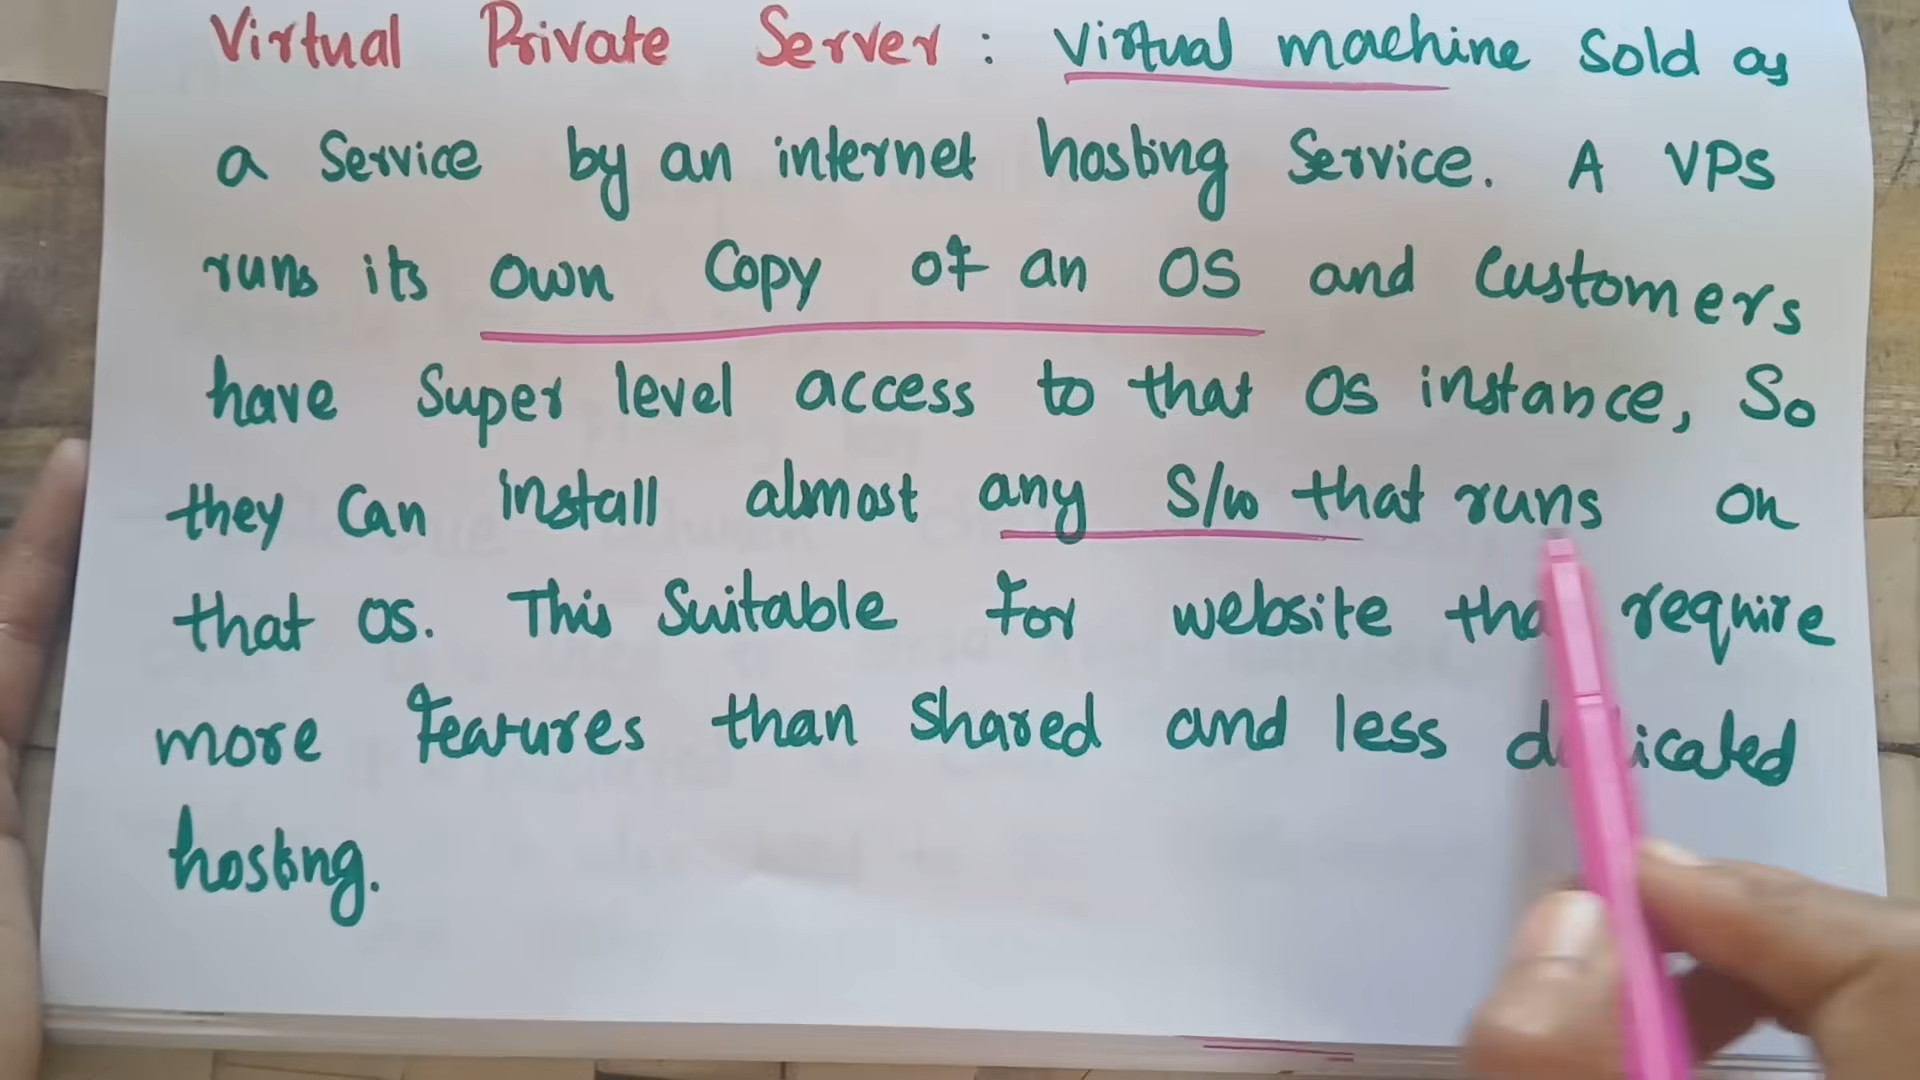 Virtual Private Server : Virtual machine Sold as
a Service by an internet hosting Service. A VPS
runs its own Copy of an OS and Customers
have Super level access to that OS instance, So
they Can install almost any S/w that runs on
that OS. This Suitable for website require
more features than Shared and less dedicated
hosting.